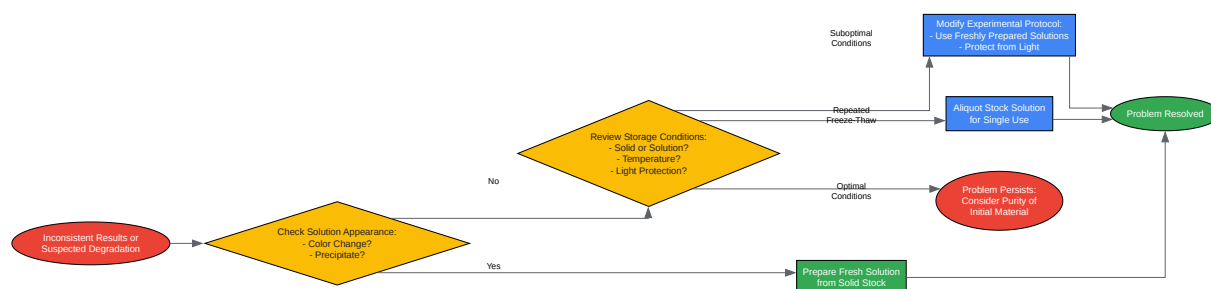 Inconsistent Results or
Suspected Degradation
Check Solution Appearance:
- Color Change?
- Precipitate?
No
Yes
Review Storage Conditions:
- Solid or Solution?
- Temperature?
- Light Protection?
Prepare Fresh Solution
from Solid Stock
Suboptimal
Conditions
Repeated
Freeze-Thaw
Optimal
Conditions
Modify Experimental Protocol:
- Use Freshly Prepared Solutions
- Protect from Light
Aliquot Stock Solution
for Single Use
Problem Persists:
Consider Purity of
Initial Material
Problem Resolved